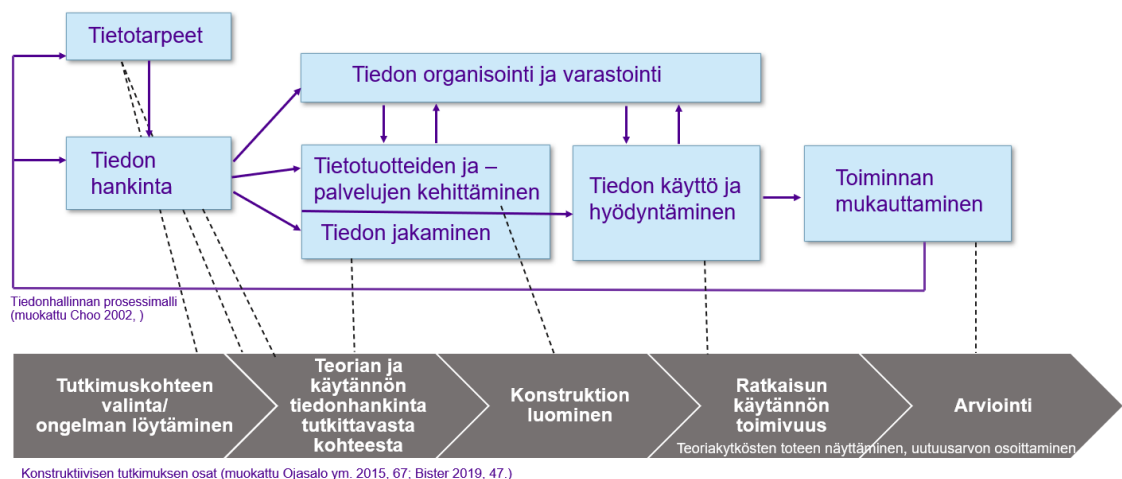 Tietotarpeet
Tiedon organisointi ja varastointi
Tiedon
hankinta
Tietotuotteiden ja –
palvelujen kehittäminen
Tiedon jakaminen
Tiedon käyttö ja
hyödyntäminen
Toiminnan
mukauttaminen
Tiedonhallinnan prosessimalli
(muokattu Choo 2002, )
Tutkimuskohteen
valinta/
ongelman löytäminen
Teorian ja
käytännön
tiedonhankinta
tutkittavasta
kohteesta
Konstruktion
luominen
Ratkaisun
käytännön
toimivuus
Arviointi
Teoriakytkösten toteen näyttäminen, uutuusarvon osoittaminen
Konstruktiivisen tutkimuksen osat (muokattu Ojasalo ym. 2015, 67; Bister 2019, 47.)